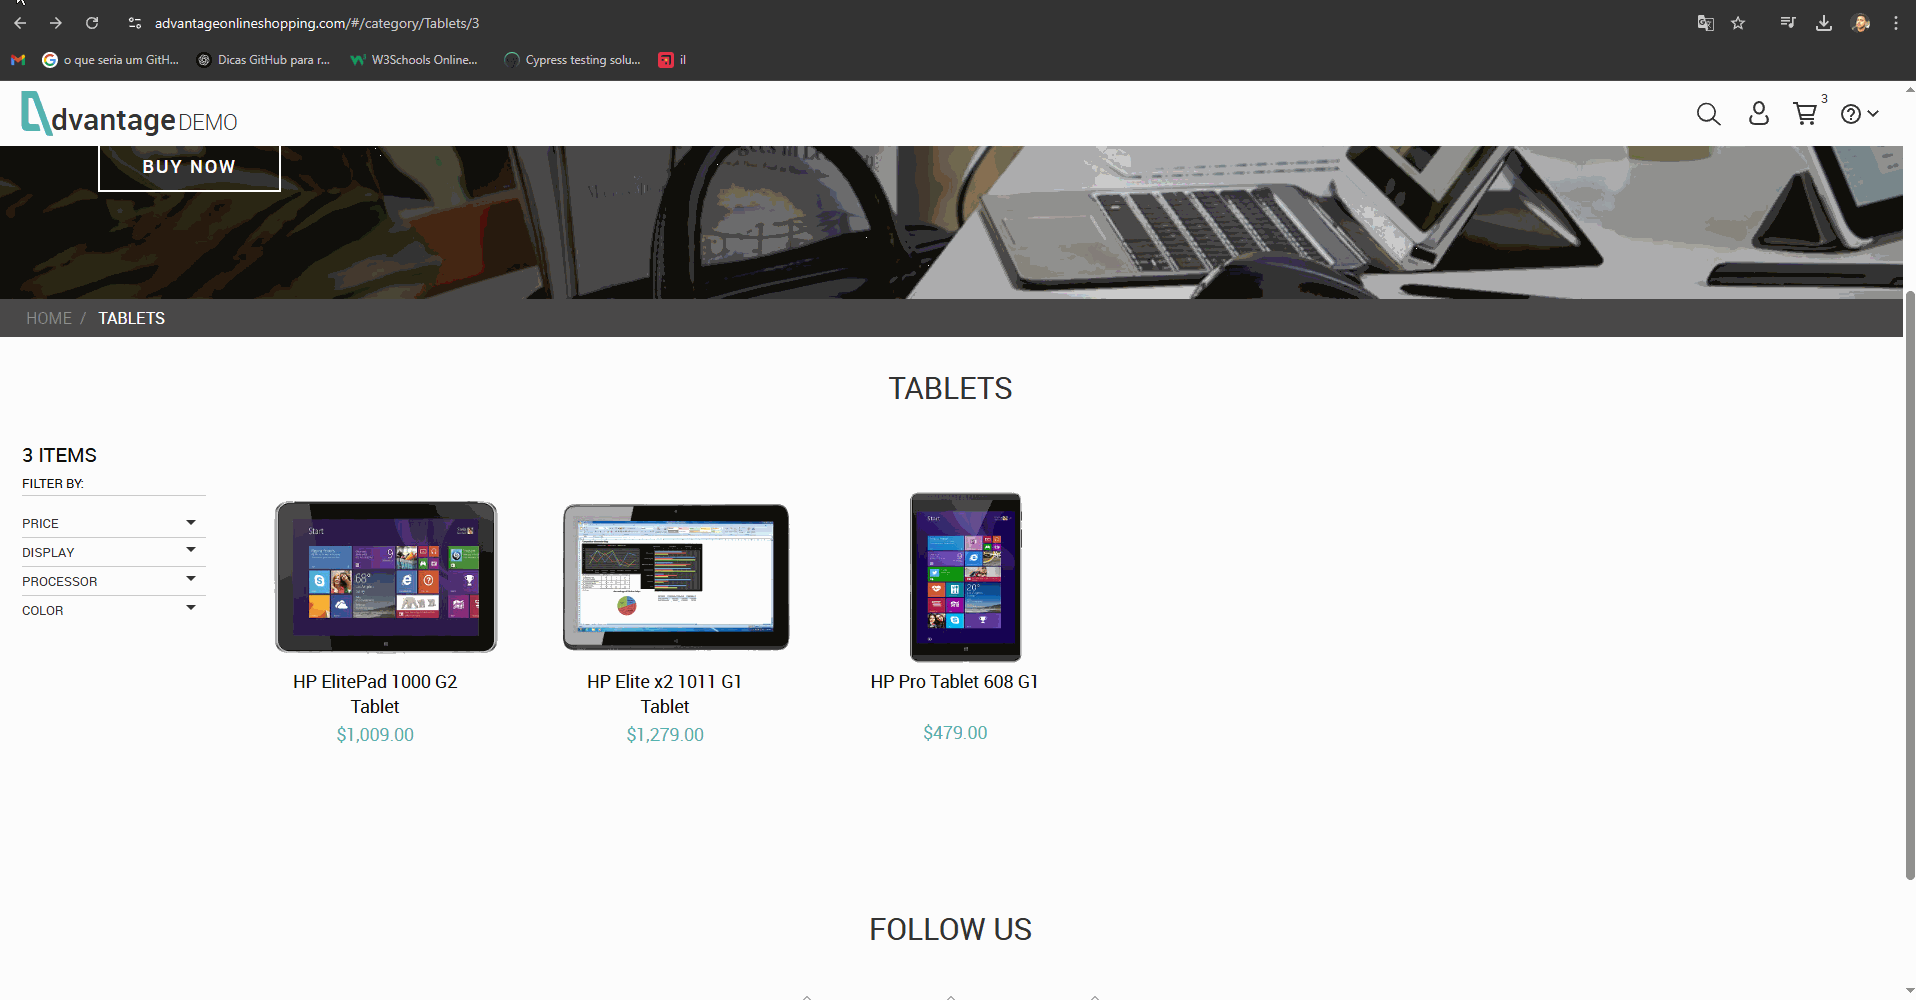 advantageonlineshopping.com/#/category/Tablets/3
o que seria um GitH...
Dicas GitHub para r...
W3Schools Online...
Cypress testing solu...
il
dvantage DEMO
3
BUY NOW
HOME / TABLETS
TABLETS
3 ITEMS
FILTER BY:
PRICE
DISPLAY
PROCESSOR
COLOR
Start
HP ElitePad 1000 G2
Tablet
$1,009.00
HP Elite x2 1011 G1
Tablet
$1,279.00
HP Pro Tablet 608 G1
$479.00
FOLLOW US